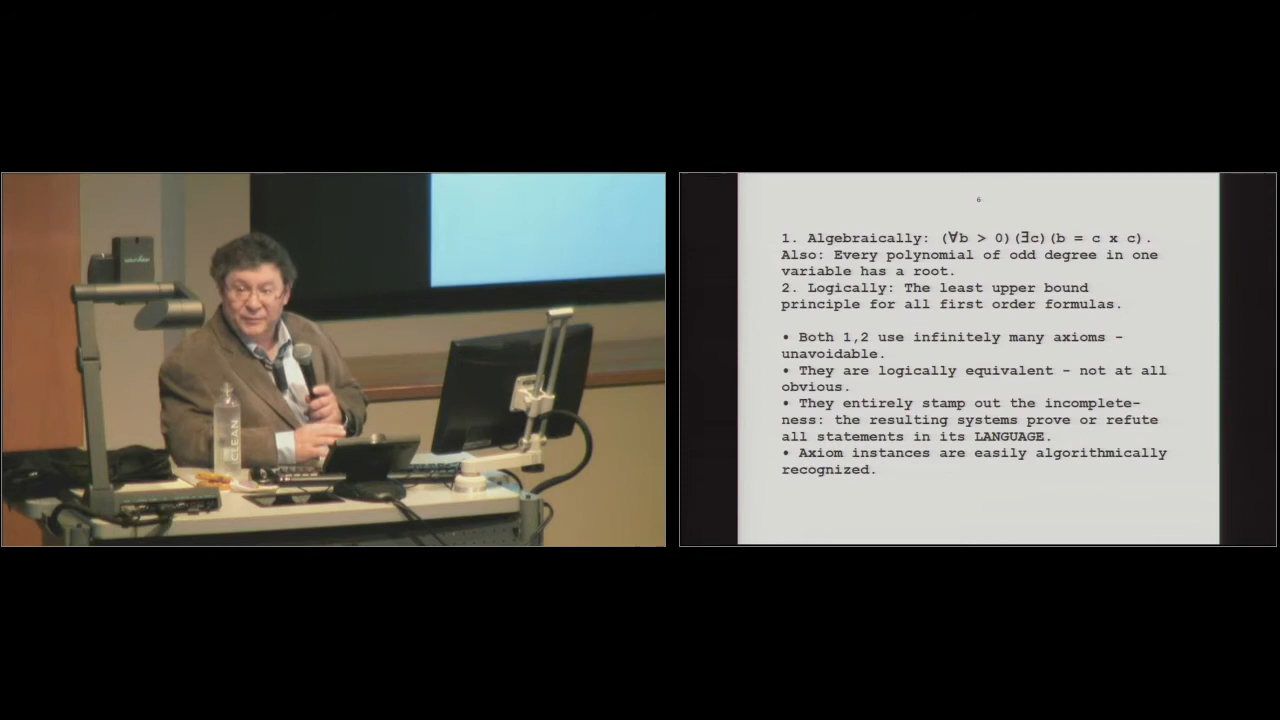 CLEAN
6
1. Algebraically: (∀b > 0)(∃c)(b = c x c).
Also: Every polynomial of odd degree in one
variable has a root.
2. Logically: The least upper bound
principle for all first order formulas.
• Both 1,2 use infinitely many axioms -
unavoidable.
• They are logically equivalent - not at all
obvious.
• They entirely stamp out the incomplete-
ness: the resulting systems prove or refute
all statements in its LANGUAGE.
• Axiom instances are easily algorithmically
recognized.